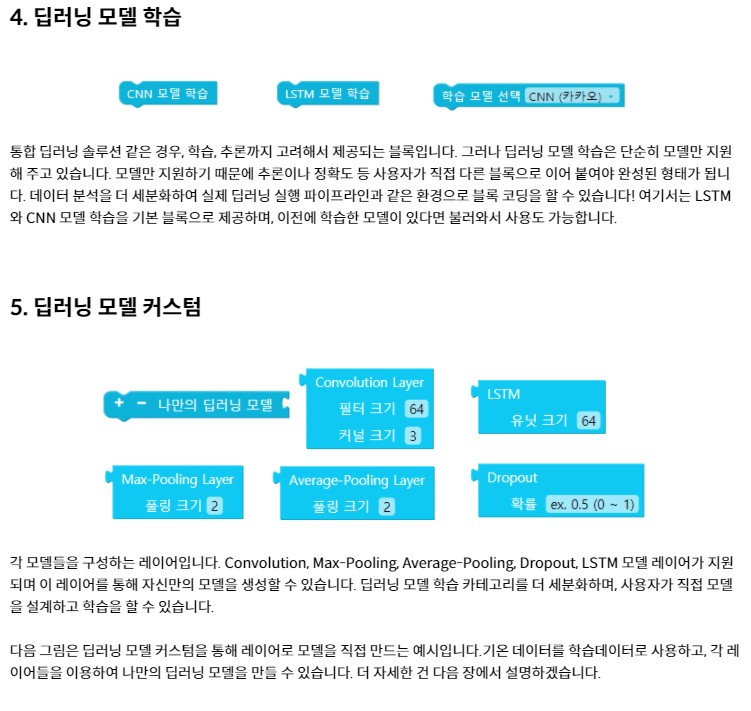 4. 딥러닝 모델 학습
CNN 모델 학습
LSTM 모델 학습
학습 모델 선택 CNN (카카오)
통합 딥러닝 솔루션 같은 경우, 학습, 추론까지 고려해서 제공되는 블록입니다. 그러나 딥러닝 모델 학습은 단순히 모델만 지원
해 주고 있습니다. 모델만 지원하기 때문에 추론이나 정확도 등 사용자가 직접 다른 블록으로 이어 붙여야 완성된 형태가 됩니
다. 데이터 분석을 더 세분화하여 실제 딥러닝 실행 파이프라인과 같은 환경으로 블록 코딩을 할 수 있습니다! 여기서는 LSTM
와 CNN 모델 학습을 기본 블록으로 제공하며, 이전에 학습한 모델이 있다면 불러와서 사용도 가능합니다.
5. 딥러닝 모델 커스텀
+ - 나만의 딥러닝 모델
Convolution Layer
필터 크기 64
커널 크기 3
LSTM
유닛 크기 64
Max-Pooling Layer
풀링 크기 2
Average-Pooling Layer
풀링 크기 2
Dropout
확률 ex. 0.5 (0 ~ 1)
각 모델들을 구성하는 레이어입니다. Convolution, Max-Pooling, Average-Pooling, Dropout, LSTM 모델 레이어가 지원
되며 이 레이어를 통해 자신만의 모델을 생성할 수 있습니다. 딥러닝 모델 학습 카테고리를 더 세분화하며, 사용자가 직접 모델
을 설계하고 학습을 할 수 있습니다.
다음 그림은 딥러닝 모델 커스텀을 통해 레이어로 모델을 직접 만드는 예시입니다.기온 데이터를 학습데이터로 사용하고, 각 레
이어들을 이용하여 나만의 딥러닝 모델을 만들 수 있습니다. 더 자세한 건 다음 장에서 설명하겠습니다.